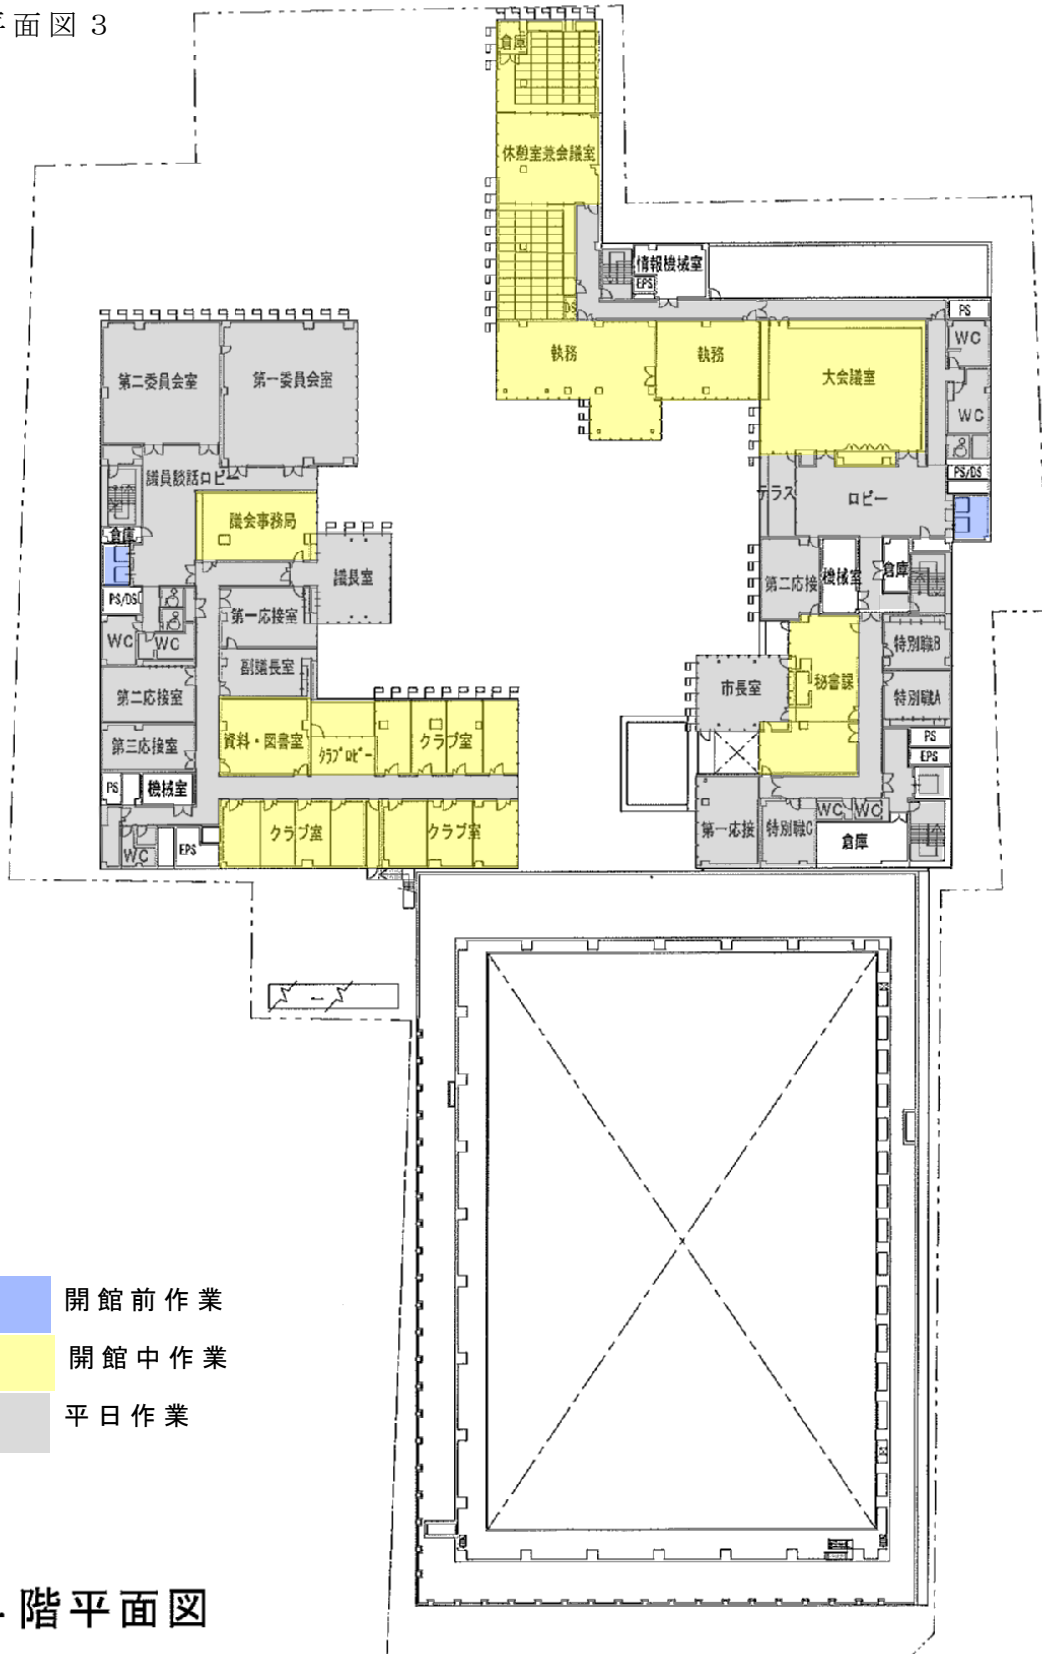 平面図3
倉庫
休憩室兼会議室
情報機械室
EPS
DS
PS
WC
執務
執務
大会議室
WC
第二委員会室
第一委員会室
議員談話ロビー
PS/DS
テラス
ロビー
議会事務局
倉庫
議長室
第二応接
機械室
倉庫
PS/DS
第一応接室
WC
WC
特別職B
副議長室
市長室
秘書課
特別職A
第二応接室
資料・図書室
クラブロビー
クラブ室
第三応接室
PS
EPS
PS
機械室
クラブ室
クラブ室
第一応接
特別職C
WC
WC
倉庫
WC
EPS
開館前作業
開館中作業
平日作業
階平面図